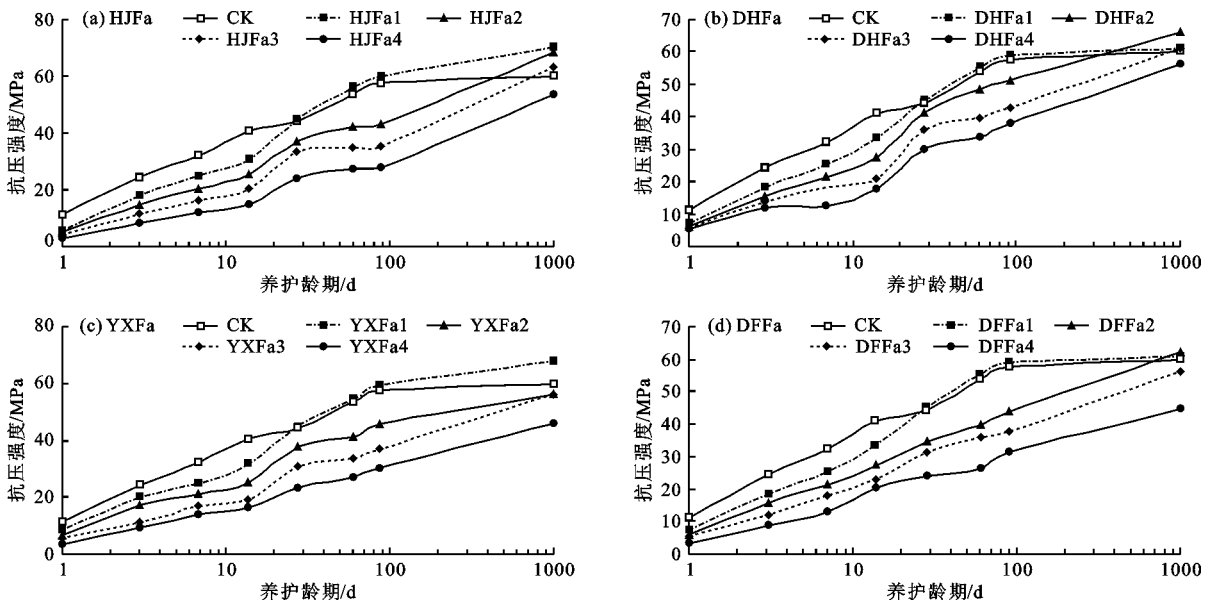 (a) HJFa CK HJFa1 HJFa2
HJFa3 HJFa4
80
60
40
20
0
抗压强度/MPa
1 10 100 1000
养护龄期/d
(b) DHFa CK DHFa1 DHFa2
DHFa3 DHFa4
70
60
50
40
30
20
10
0
抗压强度/MPa
1 10 100 1000
养护龄期/d
(c) YXFa CK YXFa1 YXFa2
YXFa3 YXFa4
80
60
40
20
0
抗压强度/MPa
1 10 100 1000
养护龄期/d
(d) DFFa CK DFFa1 DFFa2
DFFa3 DFFa4
70
60
50
40
30
20
10
0
抗压强度/MPa
1 10 100 1000
养护龄期/d